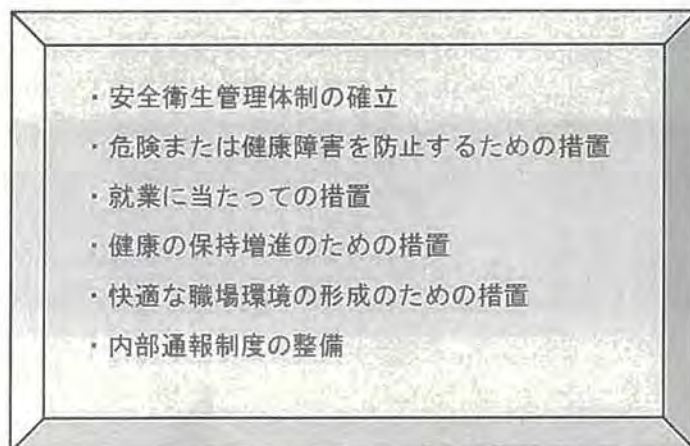 ・安全衛生管理体制の確立
・危険または健康障害を防止するための措置
・就業に当たっての措置
・健康の保持増進のための措置
・快適な職場環境の形成のための措置
・内部通報制度の整備